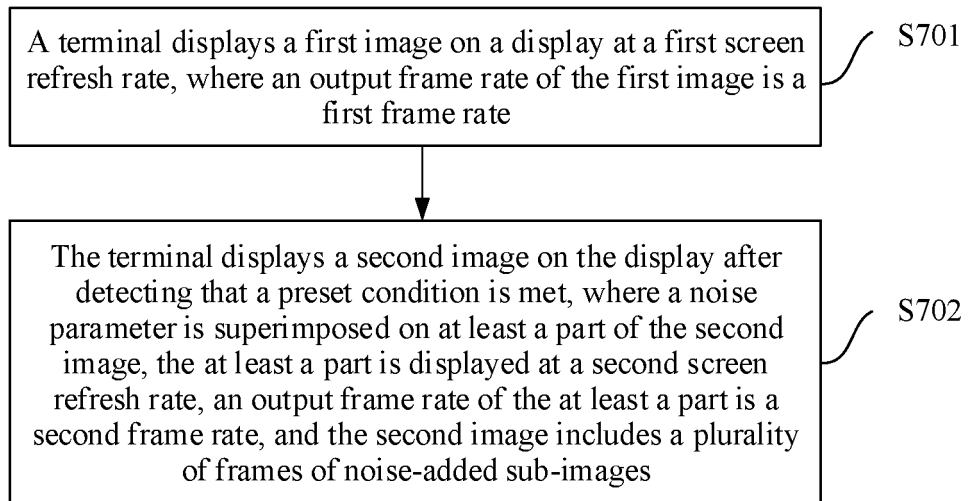 A terminal displays a first image on a display at a first screen
refresh rate, where an output frame rate of the first image is a
first frame rate
S701
The terminal displays a second image on the display after
detecting that a preset condition is met, where a noise
parameter is superimposed on at least a part of the second
image, the at least a part is displayed at a second screen
refresh rate, an output frame rate of the at least a part is a
second frame rate, and the second image includes a plurality
of frames of noise-added sub-images
S702